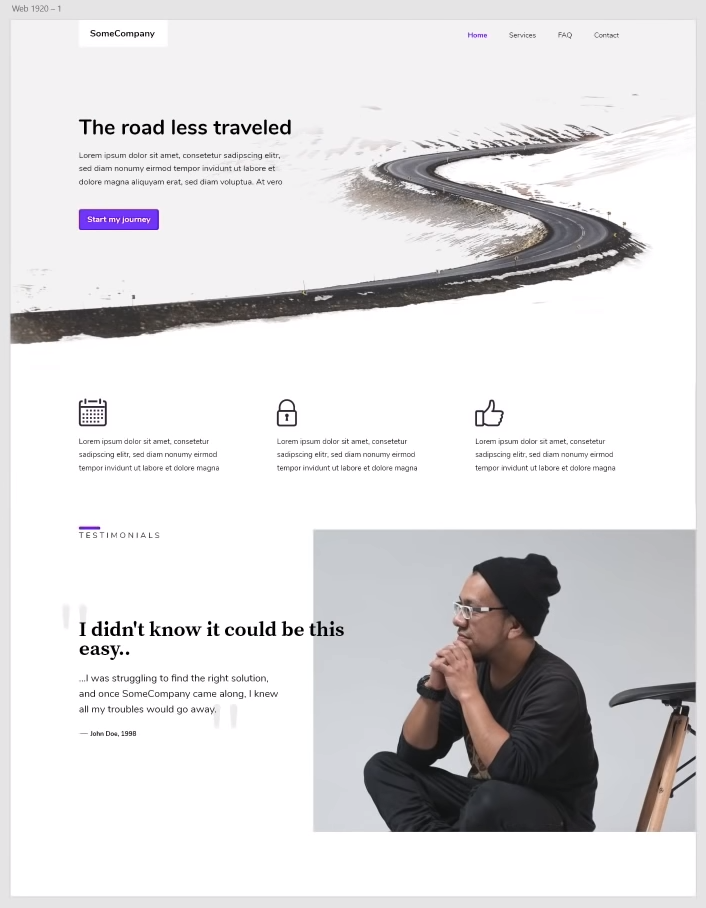 Web 1920 – 1
SomeCompany
Home
Services
FAQ
Contact
The road less traveled
Lorem ipsum dolor sit amet, consetetur sadipscing elitr,
sed diam nonumy eirmod tempor invidunt ut labore et
dolore magna aliquyam erat, sed diam voluptua. At vero
Start my journey
Lorem ipsum dolor sit amet, consetetur
sadipscing elitr, sed diam nonumy eirmod
tempor invidunt ut labore et dolore magna
Lorem ipsum dolor sit amet, consetetur
sadipscing elitr, sed diam nonumy eirmod
tempor invidunt ut labore et dolore magna
Lorem ipsum dolor sit amet, consetetur
sadipscing elitr, sed diam nonumy eirmod
tempor invidunt ut labore et dolore magna
TESTIMONIALS
"
I didn't know it could be this
easy..
...I was struggling to find the right solution,
and once SomeCompany came along, I knew
all my troubles would go away.
"
— John Doe, 1998